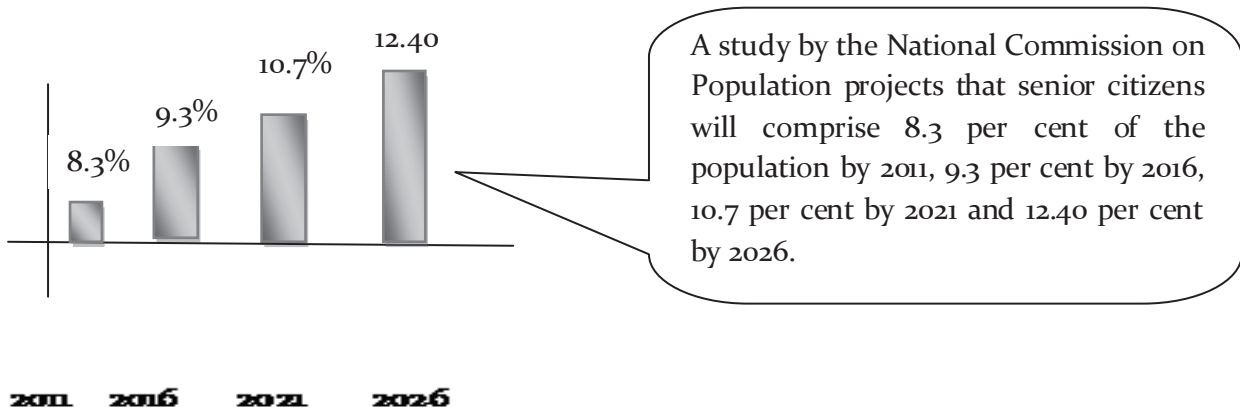 12.40
10.7%
9.3%
8.3%
A study by the National Commission on
Population projects that senior citizens
will comprise 8.3 per cent of the
population by 2011, 9.3 per cent by 2016,
10.7 per cent by 2021 and 12.40 per cent
by 2026.
2011 2016 2021 2026